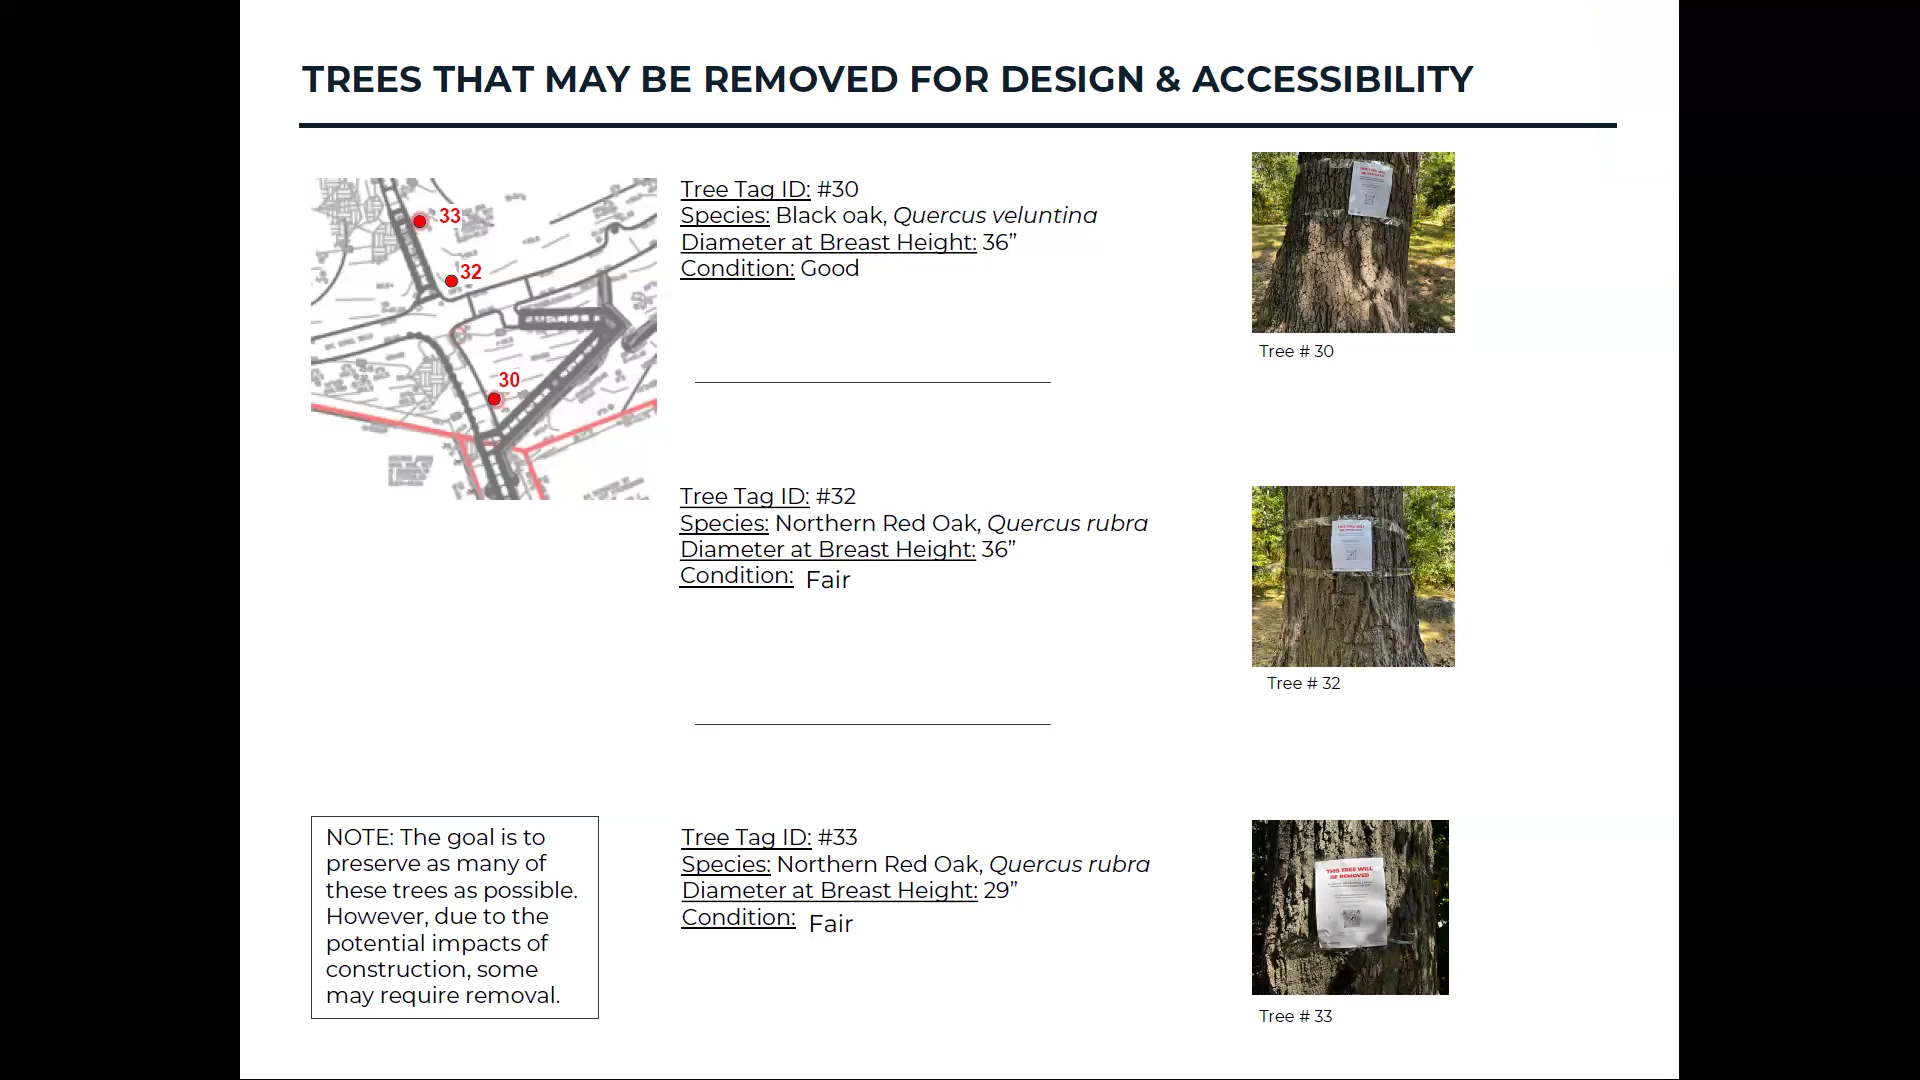 TREES THAT MAY BE REMOVED FOR DESIGN & ACCESSIBILITY
33
32
30
Tree Tag ID: #30
Species: Black oak, Quercus veluntina
Diameter at Breast Height: 36”
Condition: Good
Tree # 30
Tree Tag ID: #32
Species: Northern Red Oak, Quercus rubra
Diameter at Breast Height: 36”
Condition: Fair
Tree # 32
NOTE: The goal is to
preserve as many of
these trees as possible.
However, due to the
potential impacts of
construction, some
may require removal.
Tree Tag ID: #33
Species: Northern Red Oak, Quercus rubra
Diameter at Breast Height: 29”
Condition: Fair
THIS TREE WILL
BE REMOVED
Tree # 33